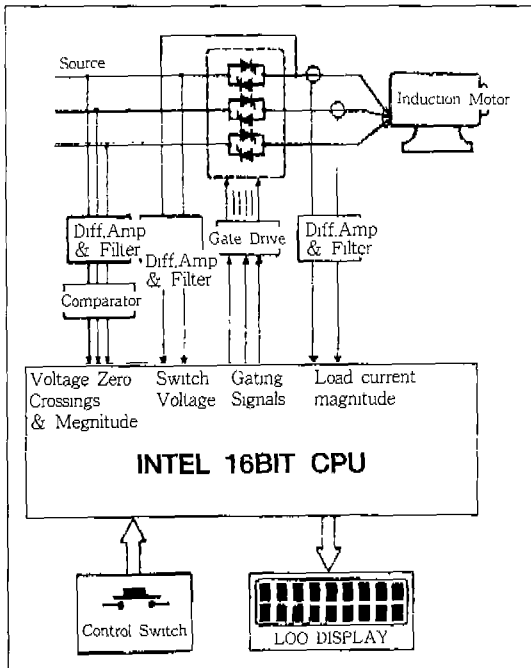 Source
Induction Motor
Diff.Amp
& Filter
Diff.Amp
& Filter
Gate Drive
Diff.Amp
& Filter
Comparator
Voltage Zero
Crossings
& Megnitude
Switch
Voltage
Gating
Signals
Load current
magnitude
INTEL 16BIT CPU
Control Switch
LOO DISPLAY